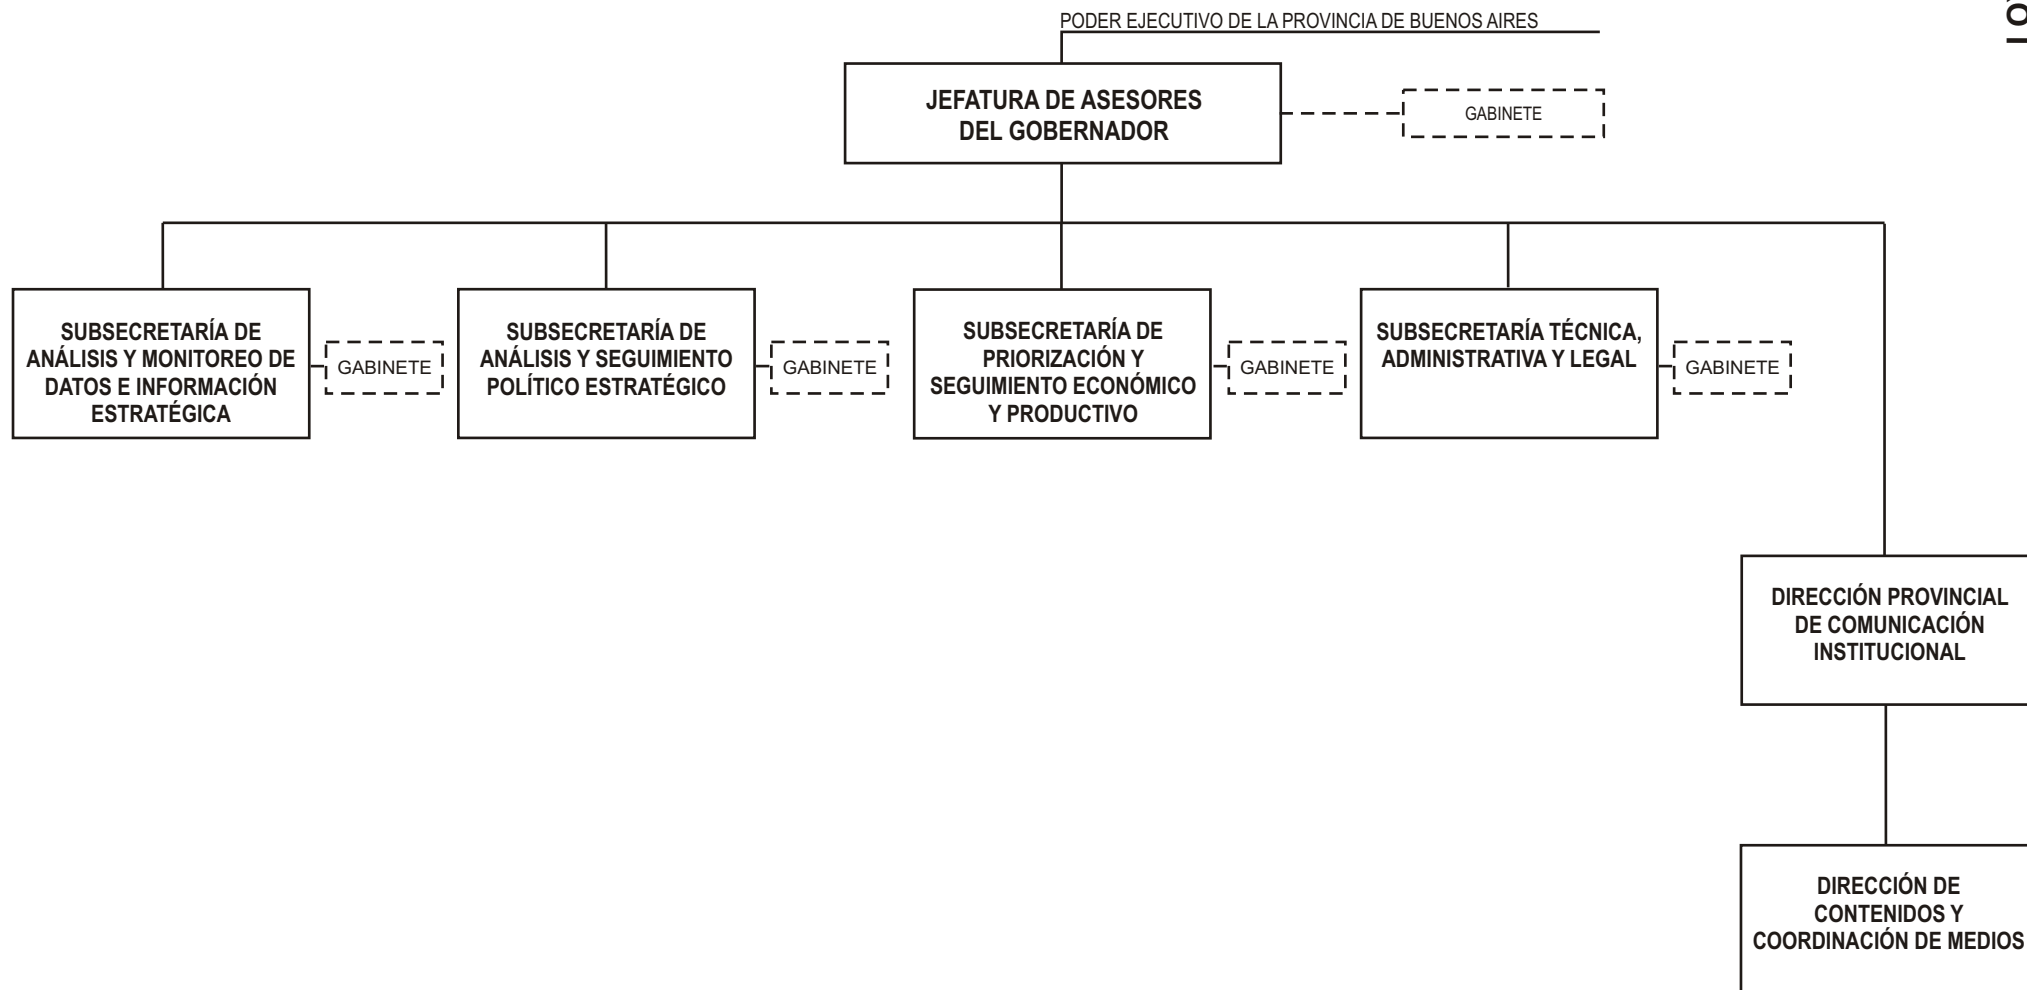 PODER EJECUTIVO DE LA PROVINCIA DE BUENOS AIRES
JEFATURA DE ASESORES
DEL GOBERNADOR
GABINETE
SUBSECRETARÍA DE
ANÁLISIS Y MONITOREO DE
DATOS E INFORMACIÓN
ESTRATÉGICA
GABINETE
SUBSECRETARÍA DE
ANÁLISIS Y SEGUIMIENTO
POLÍTICO ESTRATÉGICO
GABINETE
SUBSECRETARÍA DE
PRIORIZACIÓN Y
SEGUIMIENTO ECONÓMICO
Y PRODUCTIVO
GABINETE
SUBSECRETARÍA TÉCNICA,
ADMINISTRATIVA Y LEGAL
GABINETE
DIRECCIÓN PROVINCIAL
DE COMUNICACIÓN
INSTITUCIONAL
DIRECCIÓN DE
CONTENIDOS Y
COORDINACIÓN DE MEDIOS